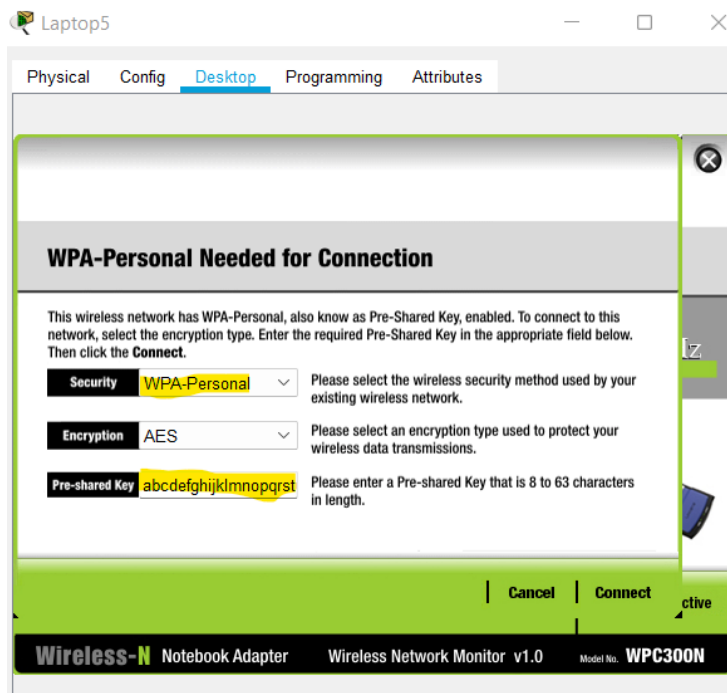 Laptop5
Physical Config Desktop Programming Attributes
WPA-Personal Needed for Connection
This wireless network has WPA-Personal, also know as Pre-Shared Key, enabled. To connect to this
network, select the encryption type. Enter the required Pre-Shared Key in the appropriate field below.
Then click the Connect.
Security WPA-Personal Please select the wireless security method used by your
existing wireless network.
Encryption AES Please select an encryption type used to protect your
wireless data transmissions.
Pre-shared Key abcdefghijklmnopqrst Please enter a Pre-shared Key that is 8 to 63 characters
in length.
Cancel Connect
ctive
Wireless-N Notebook Adapter Wireless Network Monitor v1.0 Model No. WPC300N